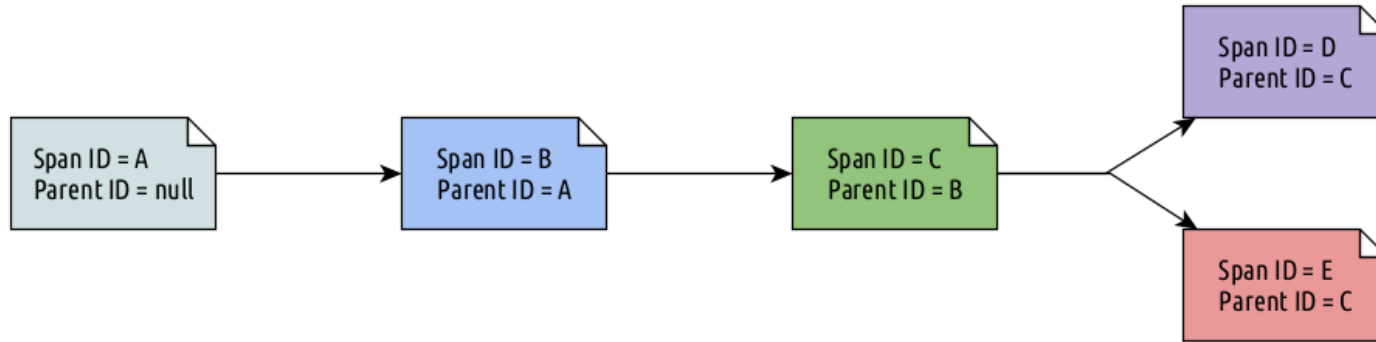 Span ID = A
Parent ID = null
Span ID = B
Parent ID = A
Span ID = C
Parent ID = B
Span ID = D
Parent ID = C
Span ID = E
Parent ID = C